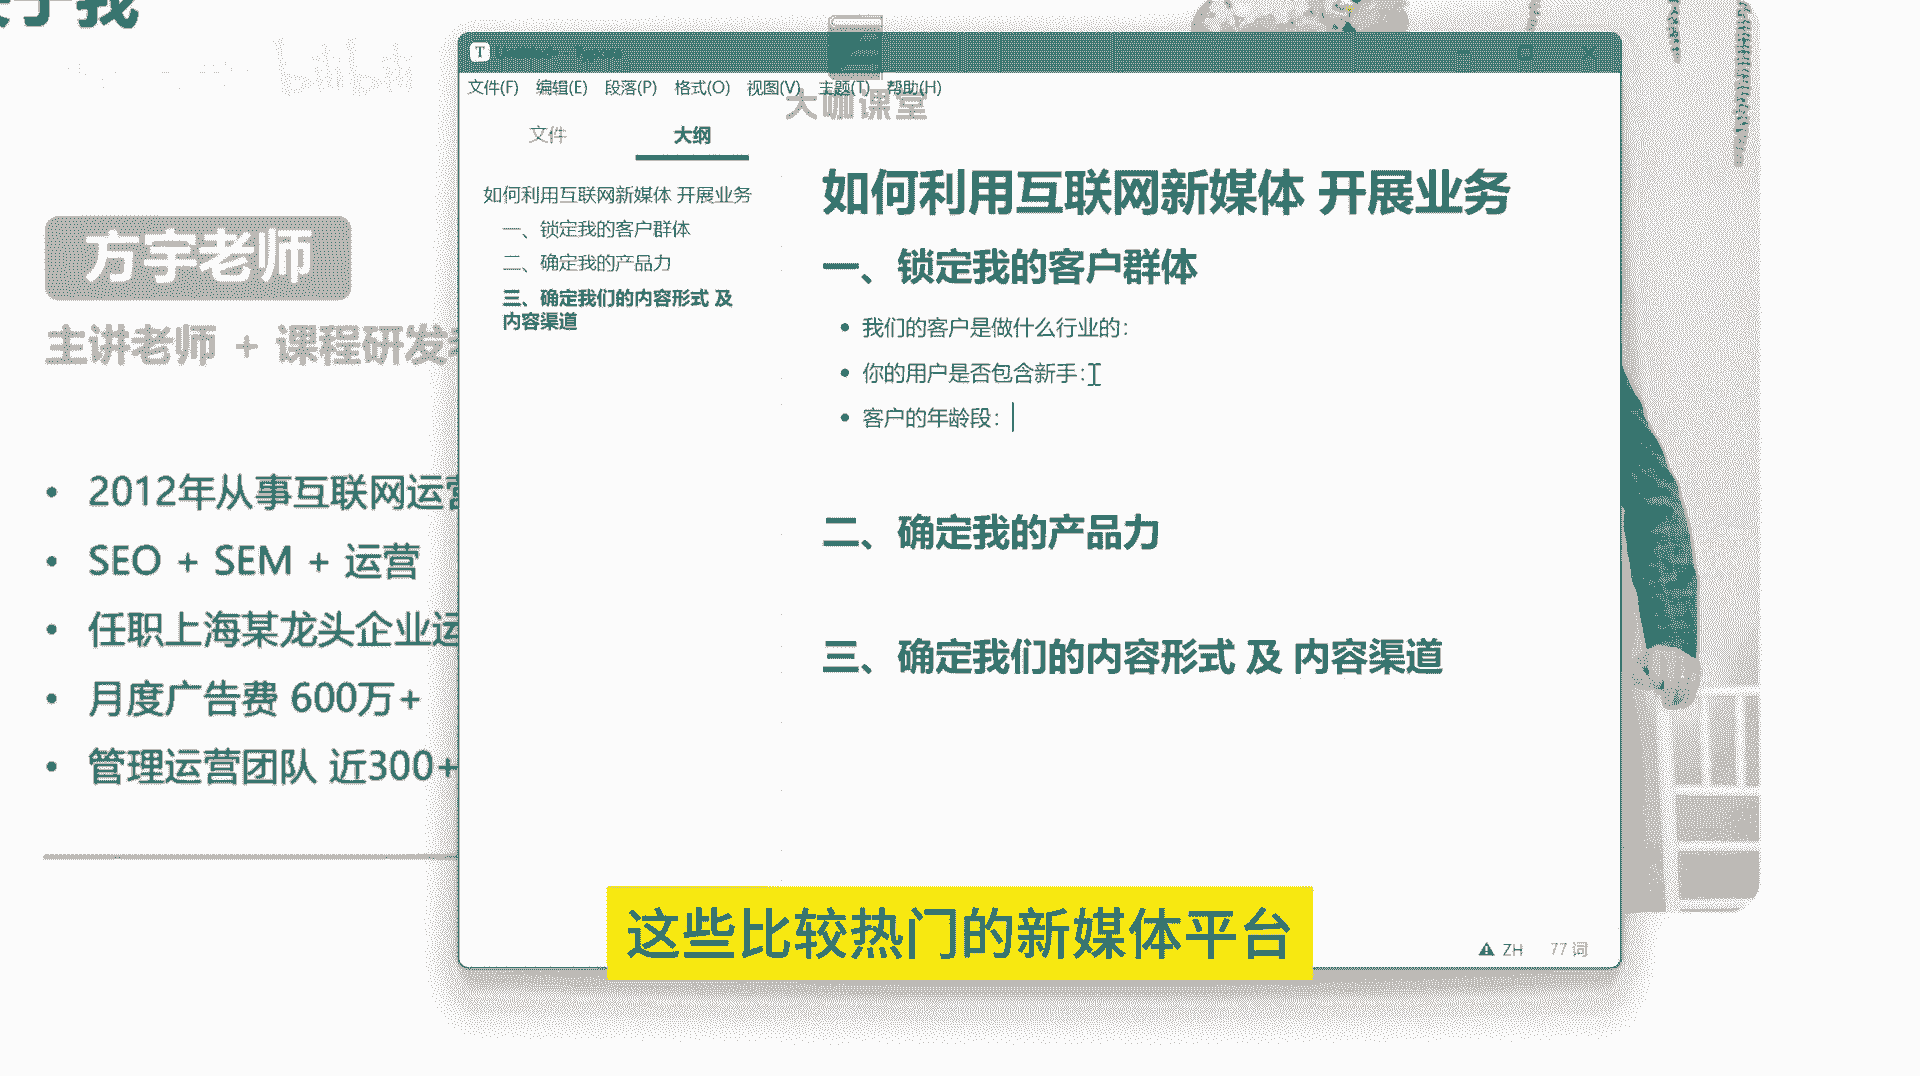 于我
bilibili
方宇老师
主讲老师 + 课程研发
2012年从事互联网运营
SEO + SEM + 运营
任职上海某龙头企业运
月度广告费 600万+
管理运营团队 近300+
T
文件(F) 编辑(E) 段落(P) 格式(O) 视图(V) 主题(T) 帮助(H)
大咖课堂
文件 大纲
如何利用互联网新媒体 开展业务
一、锁定我的客户群体
二、确定我的产品力
三、确定我们的内容形式 及
内容渠道
如何利用互联网新媒体 开展业务
一、锁定我的客户群体
我们的客户是做什么行业的：
你的用户是否包含新手：
客户的年龄段：
二、确定我的产品力
三、确定我们的内容形式 及 内容渠道
ZH 77 词
这些比较热门的新媒体平台